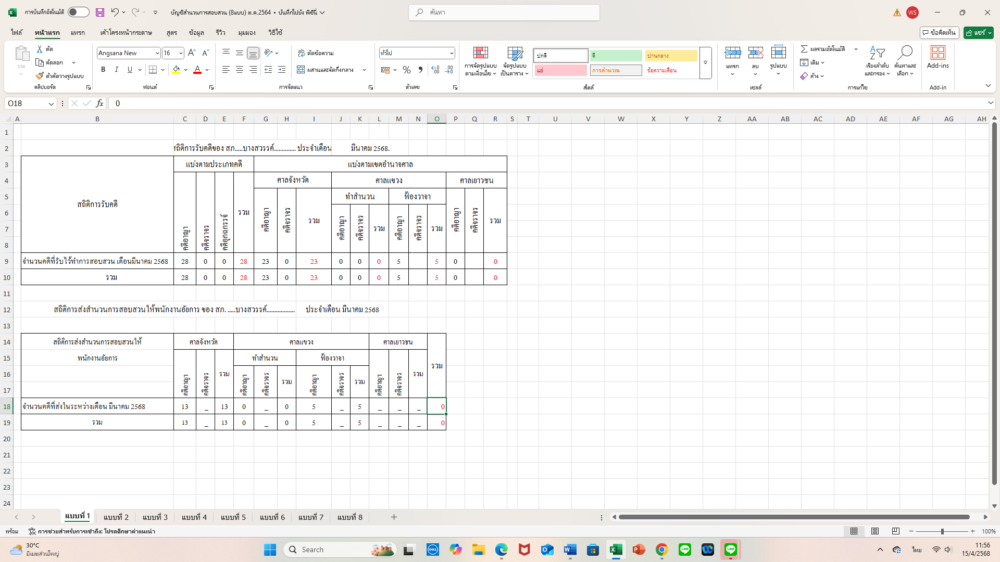 การบันทึกอัตโนมัติ บัญชีสำนวนการสอบสวน (8แบบ) ต.ค.2564 • บันทึกไปยัง พีซีนี้ ค้นหา WS
ไฟล์ หน้าแรก แทรก เค้าโครงหน้ากระดาษ สูตร ข้อมูล รีวิว มุมมอง วิธีใช้ ข้อคิดเห็น แชร์
วาง ตัด คัดลอก ตัวคัดวางรูปแบบ คลิปบอร์ด
Angsana New 16 B I U ฟอนต์
ตัดข้อความ ผสานและจัดกึ่งกลาง การจัดแนว
ทั่วไป ตัวเลข
การจัดรูปแบบตามเงื่อนไข จัดรูปแบบเป็นตาราง ปกติ ดี ปานกลาง แย่ การคำนวณ ข้อความเตือน สไตล์
แทรก ลบ รูปแบบ เซลล์
ผลรวมอัตโนมัติ เติม ล้าง เรียงลำดับและกรอง ค้นหาและเลือก การแก้ไข
Add-ins Add-in
O18 fx 0
A B C D E F G H I J K L M N O P Q R S T U V W X Y Z AA AB AC AD AE AF AG AH
1
2 สถิติการรับคดีของ สภ.....บางสวรรค์.............. ประจำเดือน มีนาคม 2568.
3 แบ่งตามประเภทคดี แบ่งตามเขตอำนาจศาล
4 ศาลจังหวัด ศาลแขวง ศาลเยาวชน
5 ทำสำนวน ฟ้องวาจา
สถิติการรับคดี
6 คดีอาญา คดีจราจร คดีอุกฉกรรจ์ รวม คดีอาญา คดีจราจร รวม คดีอาญา คดีจราจร รวม คดีอาญา คดีจราจร รวม คดีอาญา คดีจราจร รวม
7
8
9 จำนวนคดีที่รับไว้ทำการสอบสวน เดือนมีนาคม 2568 28 0 0 28 23 0 23 0 0 0 5 5 0 0
10 รวม 28 0 0 28 23 0 23 0 0 0 5 5 0 0
11
12 สถิติการส่งสำนวนการสอบสวนให้พนักงานอัยการ ของ สภ. .....บางสวรรค์.................. ประจำเดือน มีนาคม 2568
13
14 สถิติการส่งสำนวนการสอบสวนให้ ศาลจังหวัด ศาลแขวง ศาลเยาวชน รวม
15 พนักงานอัยการ ทำสำนวน ฟ้องวาจา
16 คดีอาญา คดีจราจร รวม คดีอาญา คดีจราจร รวม คดีอาญา คดีจราจร รวม คดีอาญา คดีจราจร รวม
17
18 จำนวนคดีที่ส่งในระหว่างเดือน มีนาคม 2568 13 _ 13 0 _ 0 5 _ 5 _ _ _ 0
19 รวม 13 _ 13 0 _ 0 5 _ 5 _ _ _ 0
20
21
22
23
24
แบบที่ 1 แบบที่ 2 แบบที่ 3 แบบที่ 4 แบบที่ 5 แบบที่ 6 แบบที่ 7 แบบที่ 8
พร้อม การช่วยสำหรับการเข้าถึง: โปรดศึกษาคำแนะนำ 100%
30°C
มีเมฆส่วนใหญ่
Search
ไทย
11:56
15/4/2568